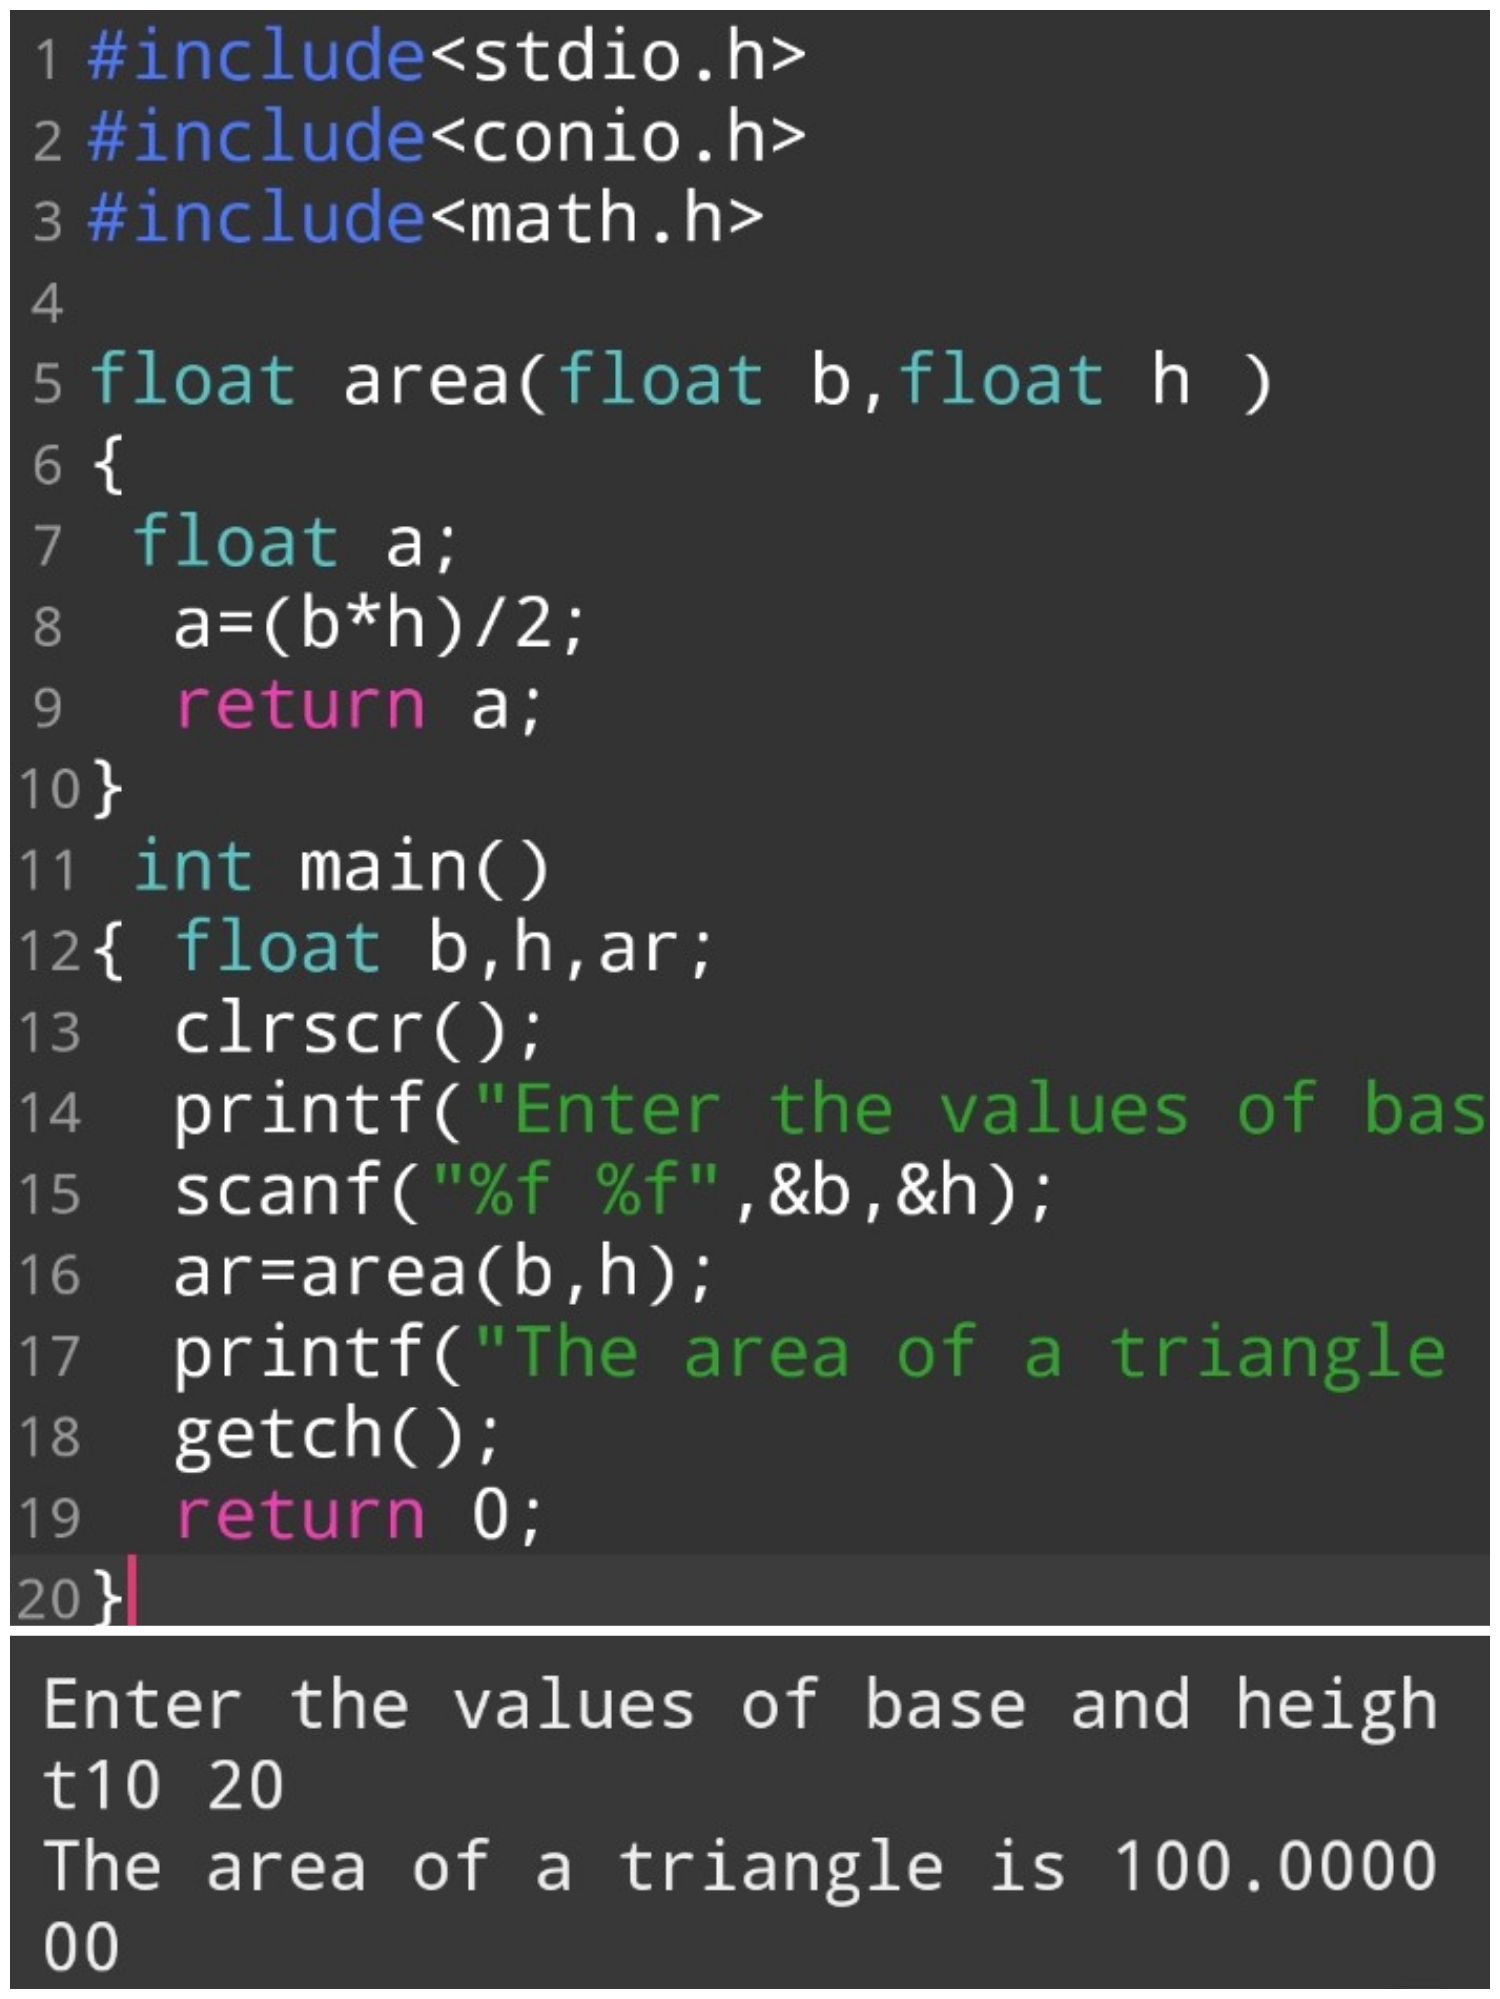 1 #include<stdio.h>
2 #include<conio.h>
3 #include<math.h>
4
5 float area(float b,float h )
6 {
7 float a;
8 a=(b*h)/2;
9 return a;
10 }
11 int main()
12 { float b,h,ar;
13 clrscr();
14 printf("Enter the values of bas
15 scanf("%f %f",&b,&h);
16 ar=area(b,h);
17 printf("The area of a triangle
18 getch();
19 return 0;
20 }
Enter the values of base and heigh
t10 20
The area of a triangle is 100.0000
00